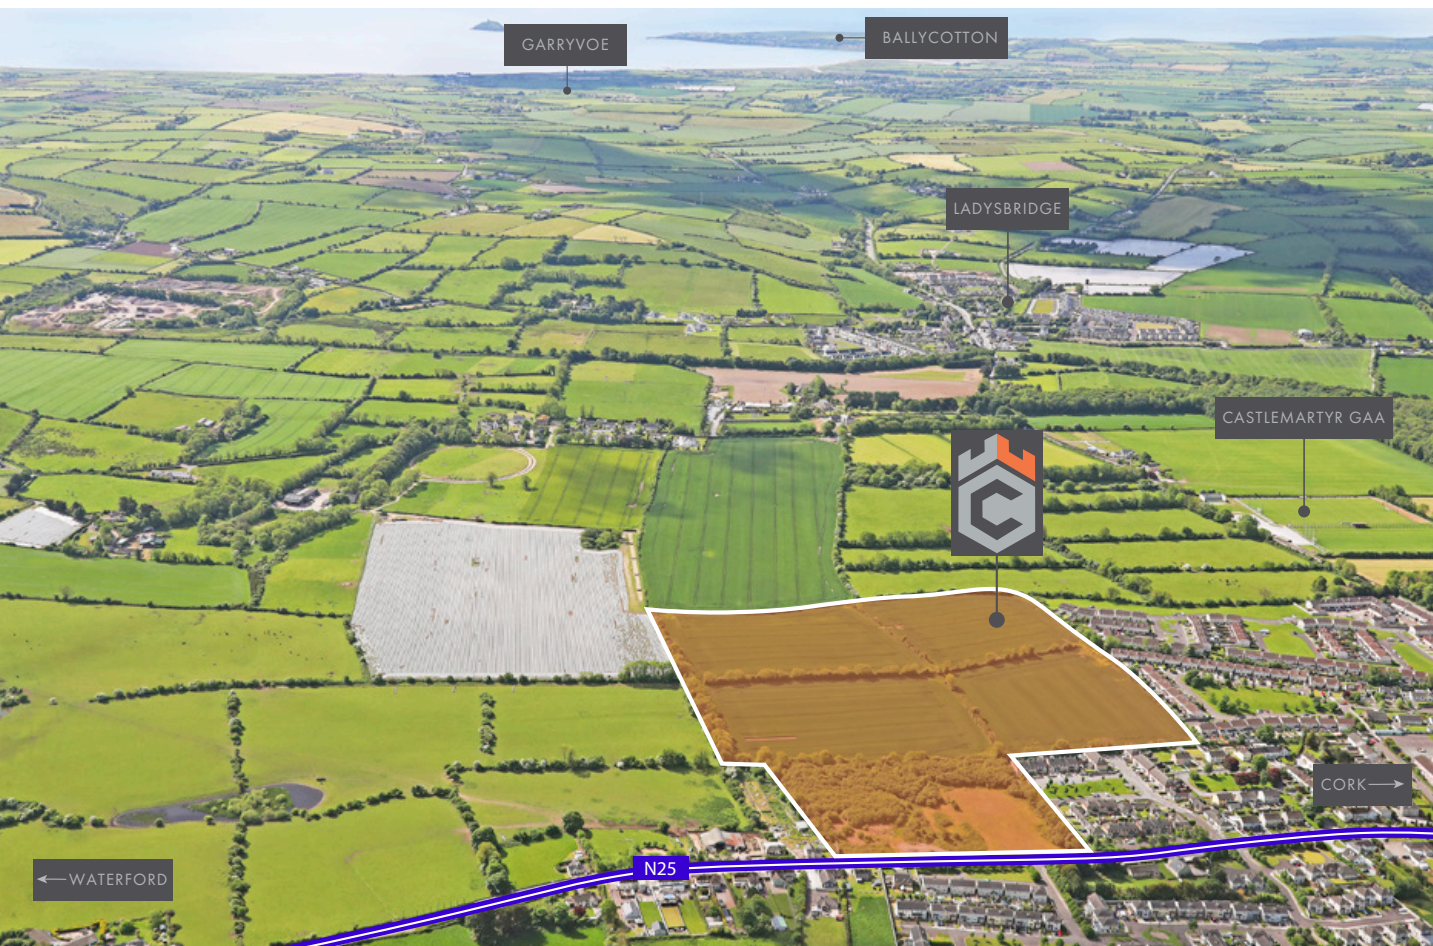 GARRYVOE
BALLYCOTTON
LADYSBRIDGE
CASTLEMARTYR GAA
C
CORK
N25
WATERFORD